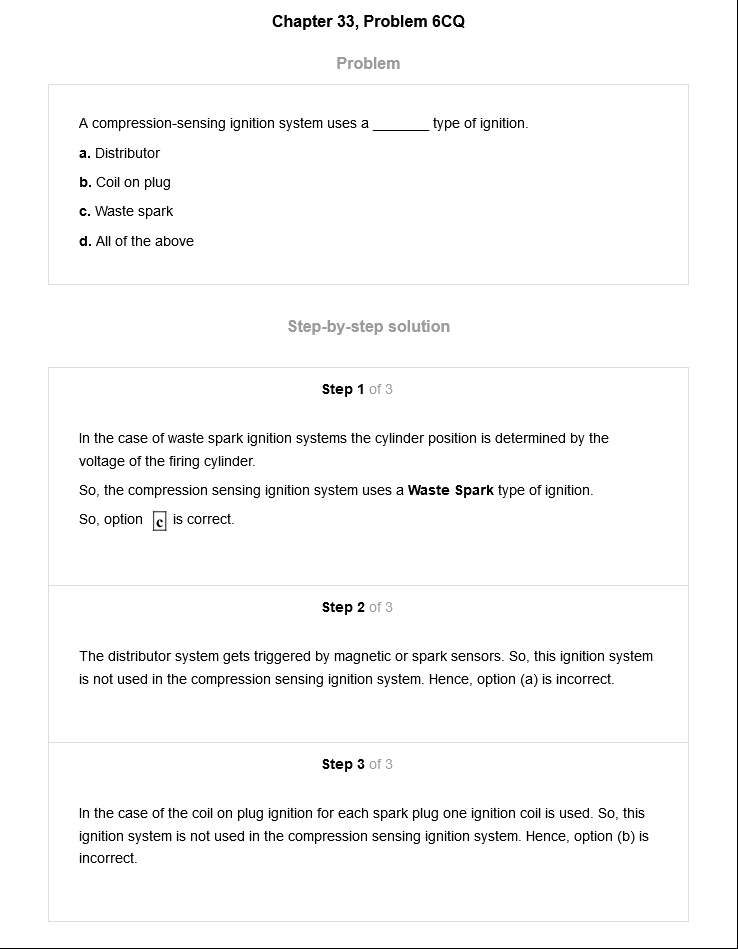 Chapter 33, Problem 6CQ
Problem
A compression-sensing ignition system uses a _______ type of ignition.
a. Distributor
b. Coil on plug
c. Waste spark
d. All of the above
Step-by-step solution
Step 1 of 3
In the case of waste spark ignition systems the cylinder position is determined by the
voltage of the firing cylinder.
So, the compression sensing ignition system uses a Waste Spark type of ignition.
So, option c is correct.
Step 2 of 3
The distributor system gets triggered by magnetic or spark sensors. So, this ignition system
is not used in the compression sensing ignition system. Hence, option (a) is incorrect.
Step 3 of 3
In the case of the coil on plug ignition for each spark plug one ignition coil is used. So, this
ignition system is not used in the compression sensing ignition system. Hence, option (b) is
incorrect.